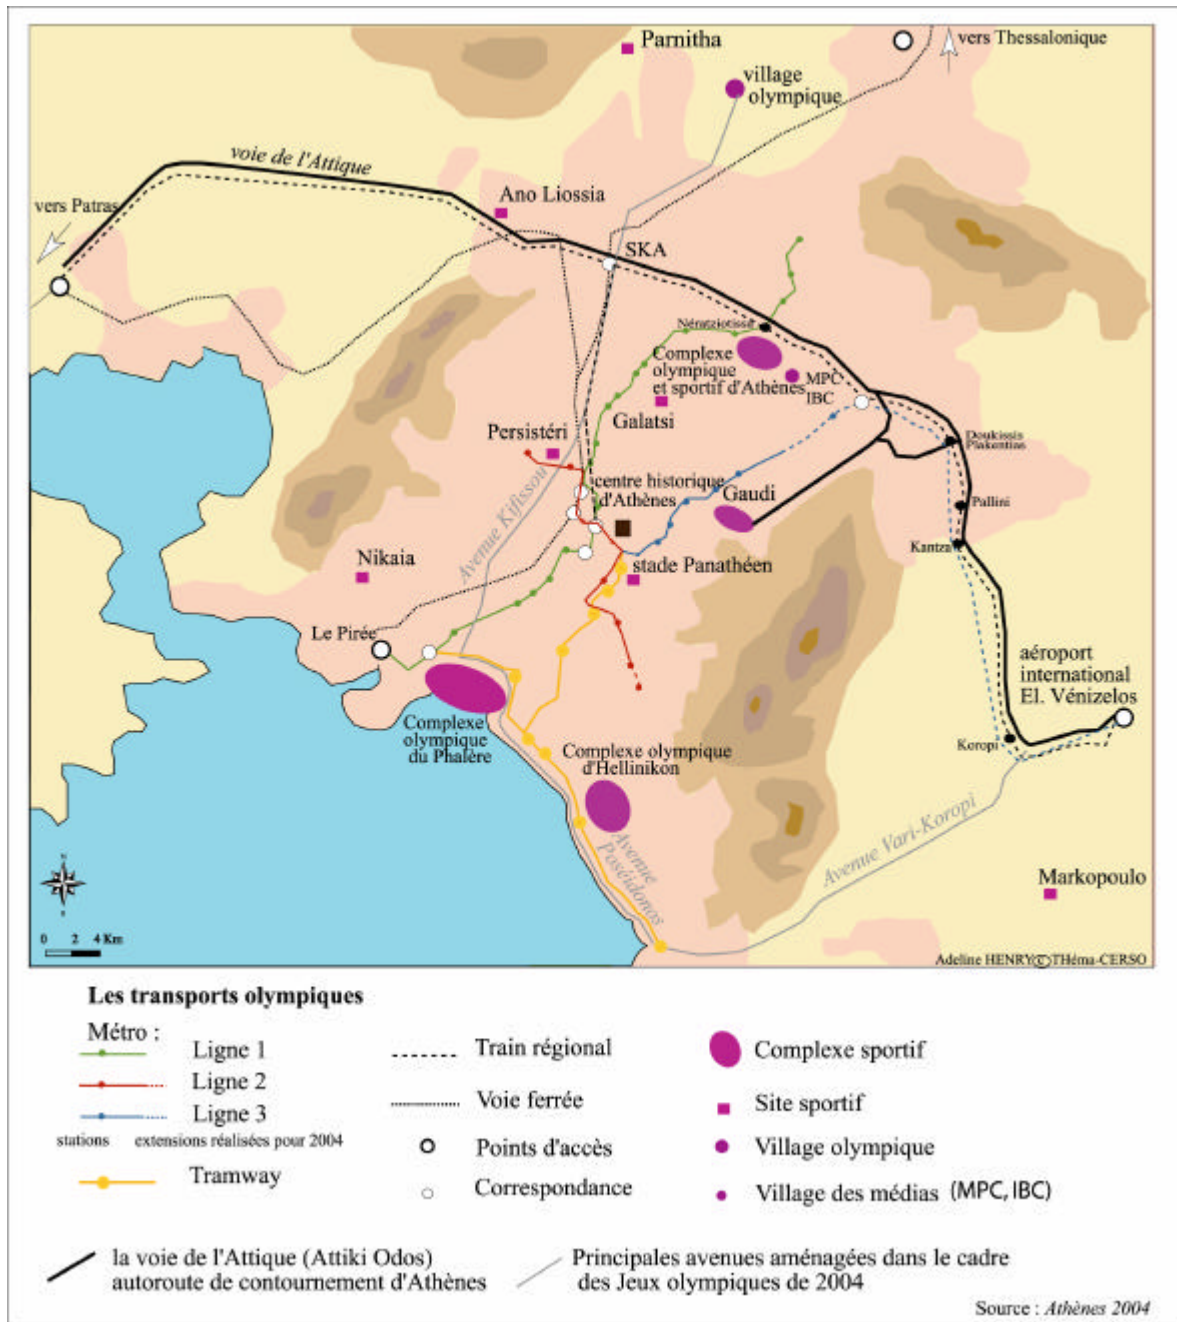 Parnitha
vers Thessalonique
village
olympique
voie de l'Attique
Ano Liossia
vers Patras
SKA
Nératziotissa
Complexe
olympique
et sportif d'Athènes
MPC
IBC
Galatsi
Persistéri
Doukissis
Plakentias
centre historique
d'Athènes
Gaudi
Pallini
Avenue Kifissou
Kantza
Nikaia
stade Panathéen
Le Pirée
aéroport
international
El. Vénizelos
Complexe
olympique
du Phalère
Koropi
Complexe olympique
d'Hellinikon
Avenue
Poséidonos
Avenue Vari-Koropi
Markopoulo
N
0 2 4 Km
Adeline HENRY©THéma-CERSO
Les transports olympiques
Métro :
Ligne 1
Ligne 2
Ligne 3
stations extensions réalisées pour 2004
Tramway
Train régional
Voie ferrée
Points d'accès
Correspondance
Complexe sportif
Site sportif
Village olympique
Village des médias (MPC, IBC)
la voie de l'Attique (Attiki Odos)
autoroute de contournement d'Athènes
Principales avenues aménagées dans le cadre
des Jeux olympiques de 2004
Source : Athènes 2004